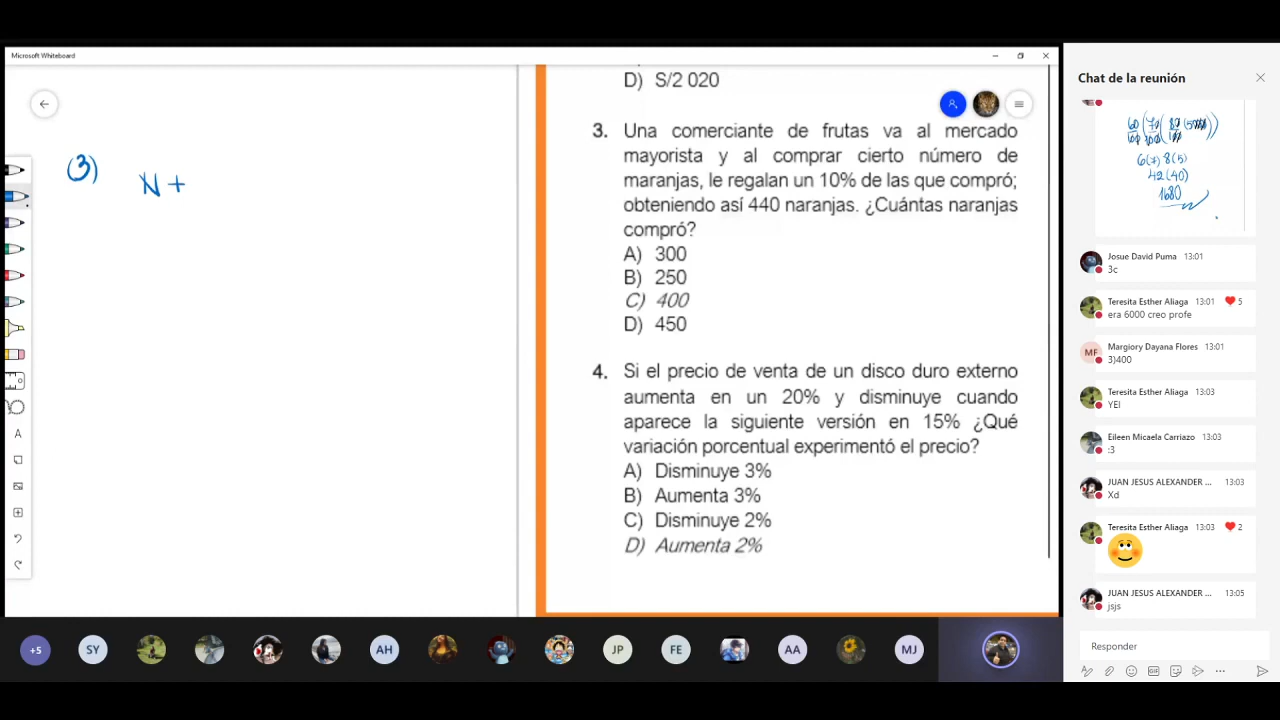 Microsoft Whiteboard
(3)
N +
D) S/2 020
3. Una comerciante de frutas va al mercado
mayorista y al comprar cierto número de
maranjas, le regalan un 10% de las que compró;
obteniendo así 440 naranjas. ¿Cuántas naranjas
compró?
A) 300
B) 250
C) 400
D) 450
4. Si el precio de venta de un disco duro externo
aumenta en un 20% y disminuye cuando
aparece la siguiente versión en 15% ¿Qué
variación porcentual experimentó el precio?
A) Disminuye 3%
B) Aumenta 3%
C) Disminuye 2%
D) Aumenta 2%
A
Chat de la reunión
6(7) 8(5)
42(40)
1680
Josue David Puma 13:01
3c
Teresita Esther Aliaga 13:01 5
era 6000 creo profe
MF
Margiory Dayana Flores 13:01
3)400
Teresita Esther Aliaga 13:03
YEI
Eileen Micaela Carriazo 13:03
:3
JUAN JESUS ALEXANDER ... 13:03
Xd
Teresita Esther Aliaga 13:03 2
JUAN JESUS ALEXANDER ... 13:05
jsjs
Responder
GIF
+5 SY AH JP FE AA MJ